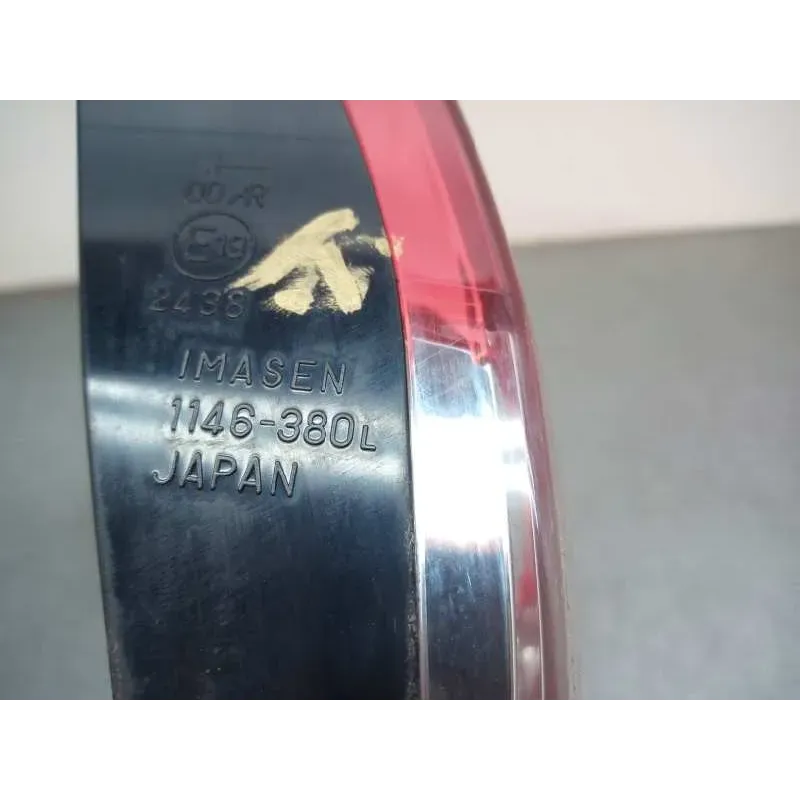 00 AR
E13
2438
IMASEN
1146-380L
JAPAN